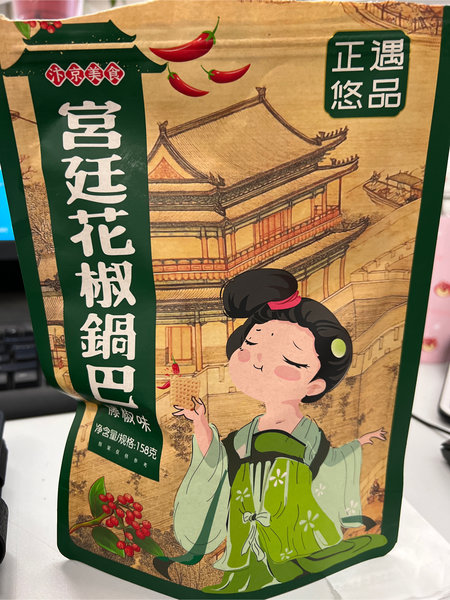 汴京美食
正遇
悠品
宫廷花椒鍋巴
藤椒味
净含量/规格:158克